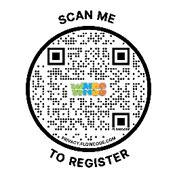 SCAN ME
PRIVACY.FLOWCODE.COM
TO REGISTER